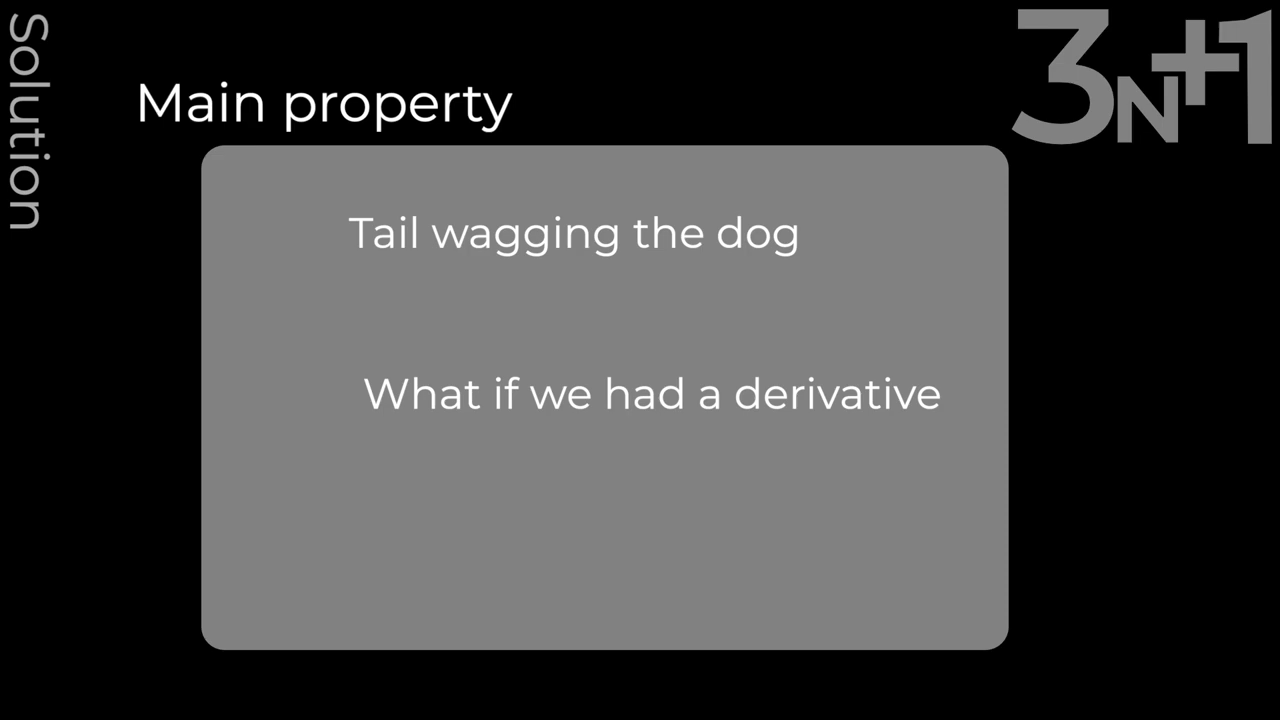 Solution
3N+1
Main property
Tail wagging the dog
What if we had a derivative